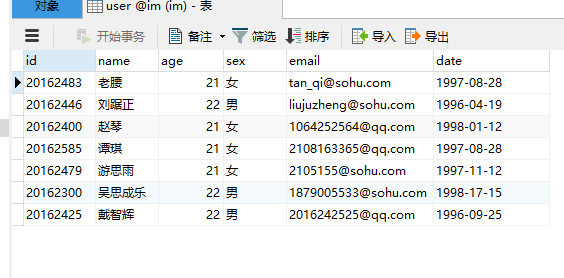 对象 user @im (im) - 表
开始事务 备注 筛选 排序 导入 导出
id name age sex email date
20162483 老腰 21 女 tan_qi@sohu.com 1997-08-28
20162446 刘踞正 22 男 liujuzheng@sohu.com 1996-04-19
20162400 赵琴 21 女 1064252564@qq.com 1998-01-12
20162585 谭琪 21 女 2108163365@qq.com 1997-08-28
20162479 游思雨 21 女 2105155@sohu.com 1997-11-12
20162300 吴思成乐 22 男 1879005533@sohu.com 1998-17-15
20162425 戴智辉 22 男 2016242525@qq.com 1996-09-25